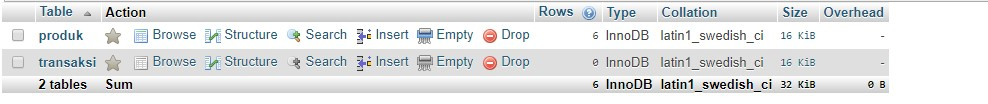 Table Action Rows Type Collation Size Overhead
produk Browse Structure Search Insert Empty Drop 6 InnoDB latin1_swedish_ci 16 KiB -
transaksi Browse Structure Search Insert Empty Drop 0 InnoDB latin1_swedish_ci 16 KiB -
2 tables Sum 6 InnoDB latin1_swedish_ci 32 KiB 0 B